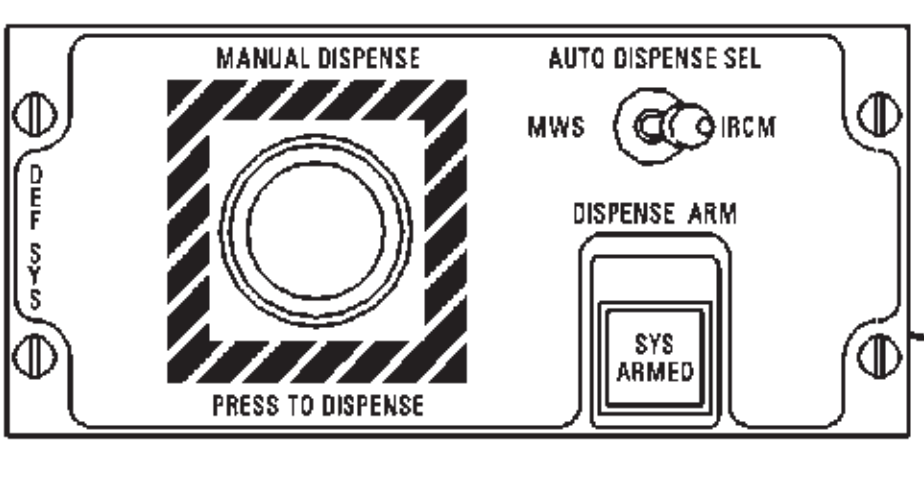 MANUAL DISPENSE
AUTO DISPENSE SEL
MWS
IRCM
DEF SYS
DISPENSE ARM
SYS
ARMED
PRESS TO DISPENSE